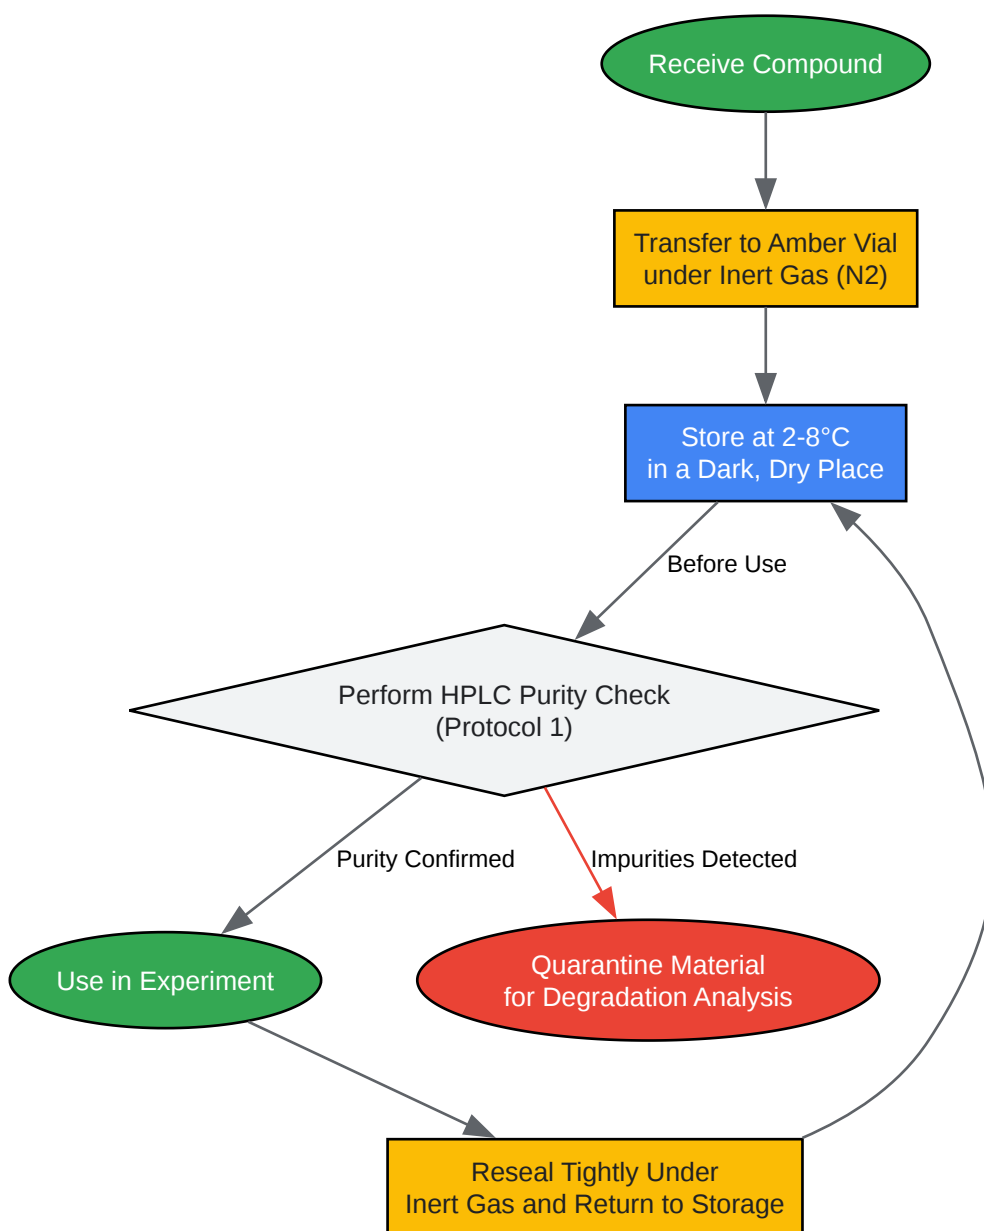 Receive Compound
Transfer to Amber Vial
under Inert Gas (N2)
Store at 2-8°C
in a Dark, Dry Place
Before Use
Perform HPLC Purity Check
(Protocol 1)
Purity Confirmed
Impurities Detected
Use in Experiment
Quarantine Material
for Degradation Analysis
Reseal Tightly Under
Inert Gas and Return to Storage